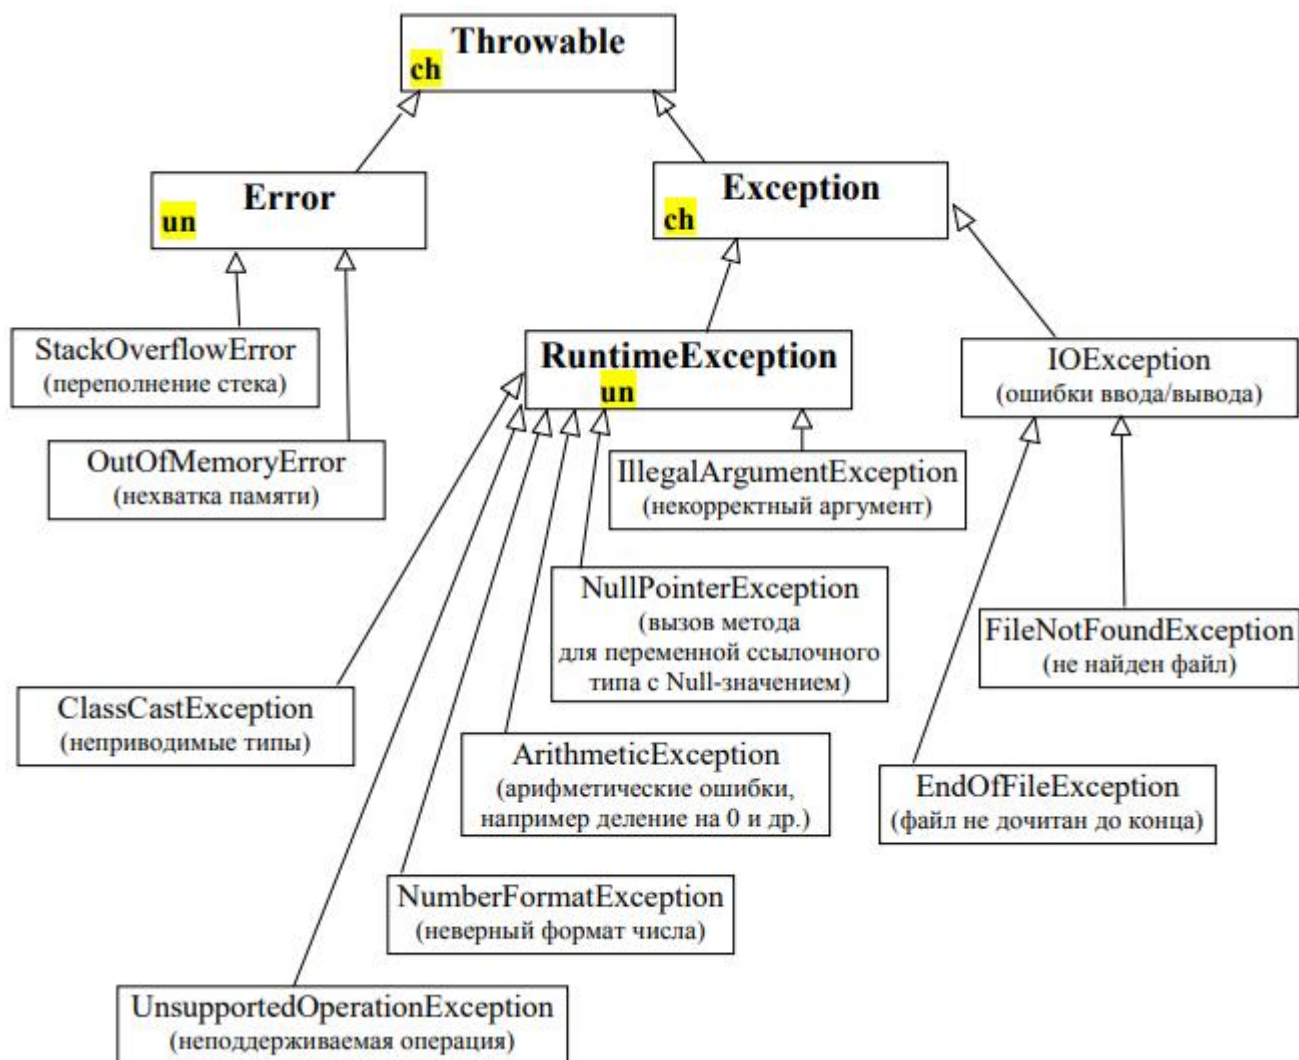 Throwable
ch
Error
un
Exception
ch
StackOverflowError
(переполнение стека)
RuntimeException
un
IOException
(ошибки ввода/вывода)
OutOfMemoryError
(нехватка памяти)
IllegalArgumentException
(некорректный аргумент)
NullPointerException
(вызов метода
для переменной ссылочного
типа с Null-значением)
FileNotFoundException
(не найден файл)
ClassCastException
(неприводимые типы)
ArithmeticException
(арифметические ошибки,
например деление на 0 и др.)
EndOfFileException
(файл не дочитан до конца)
NumberFormatException
(неверный формат числа)
UnsupportedOperationException
(неподдерживаемая операция)